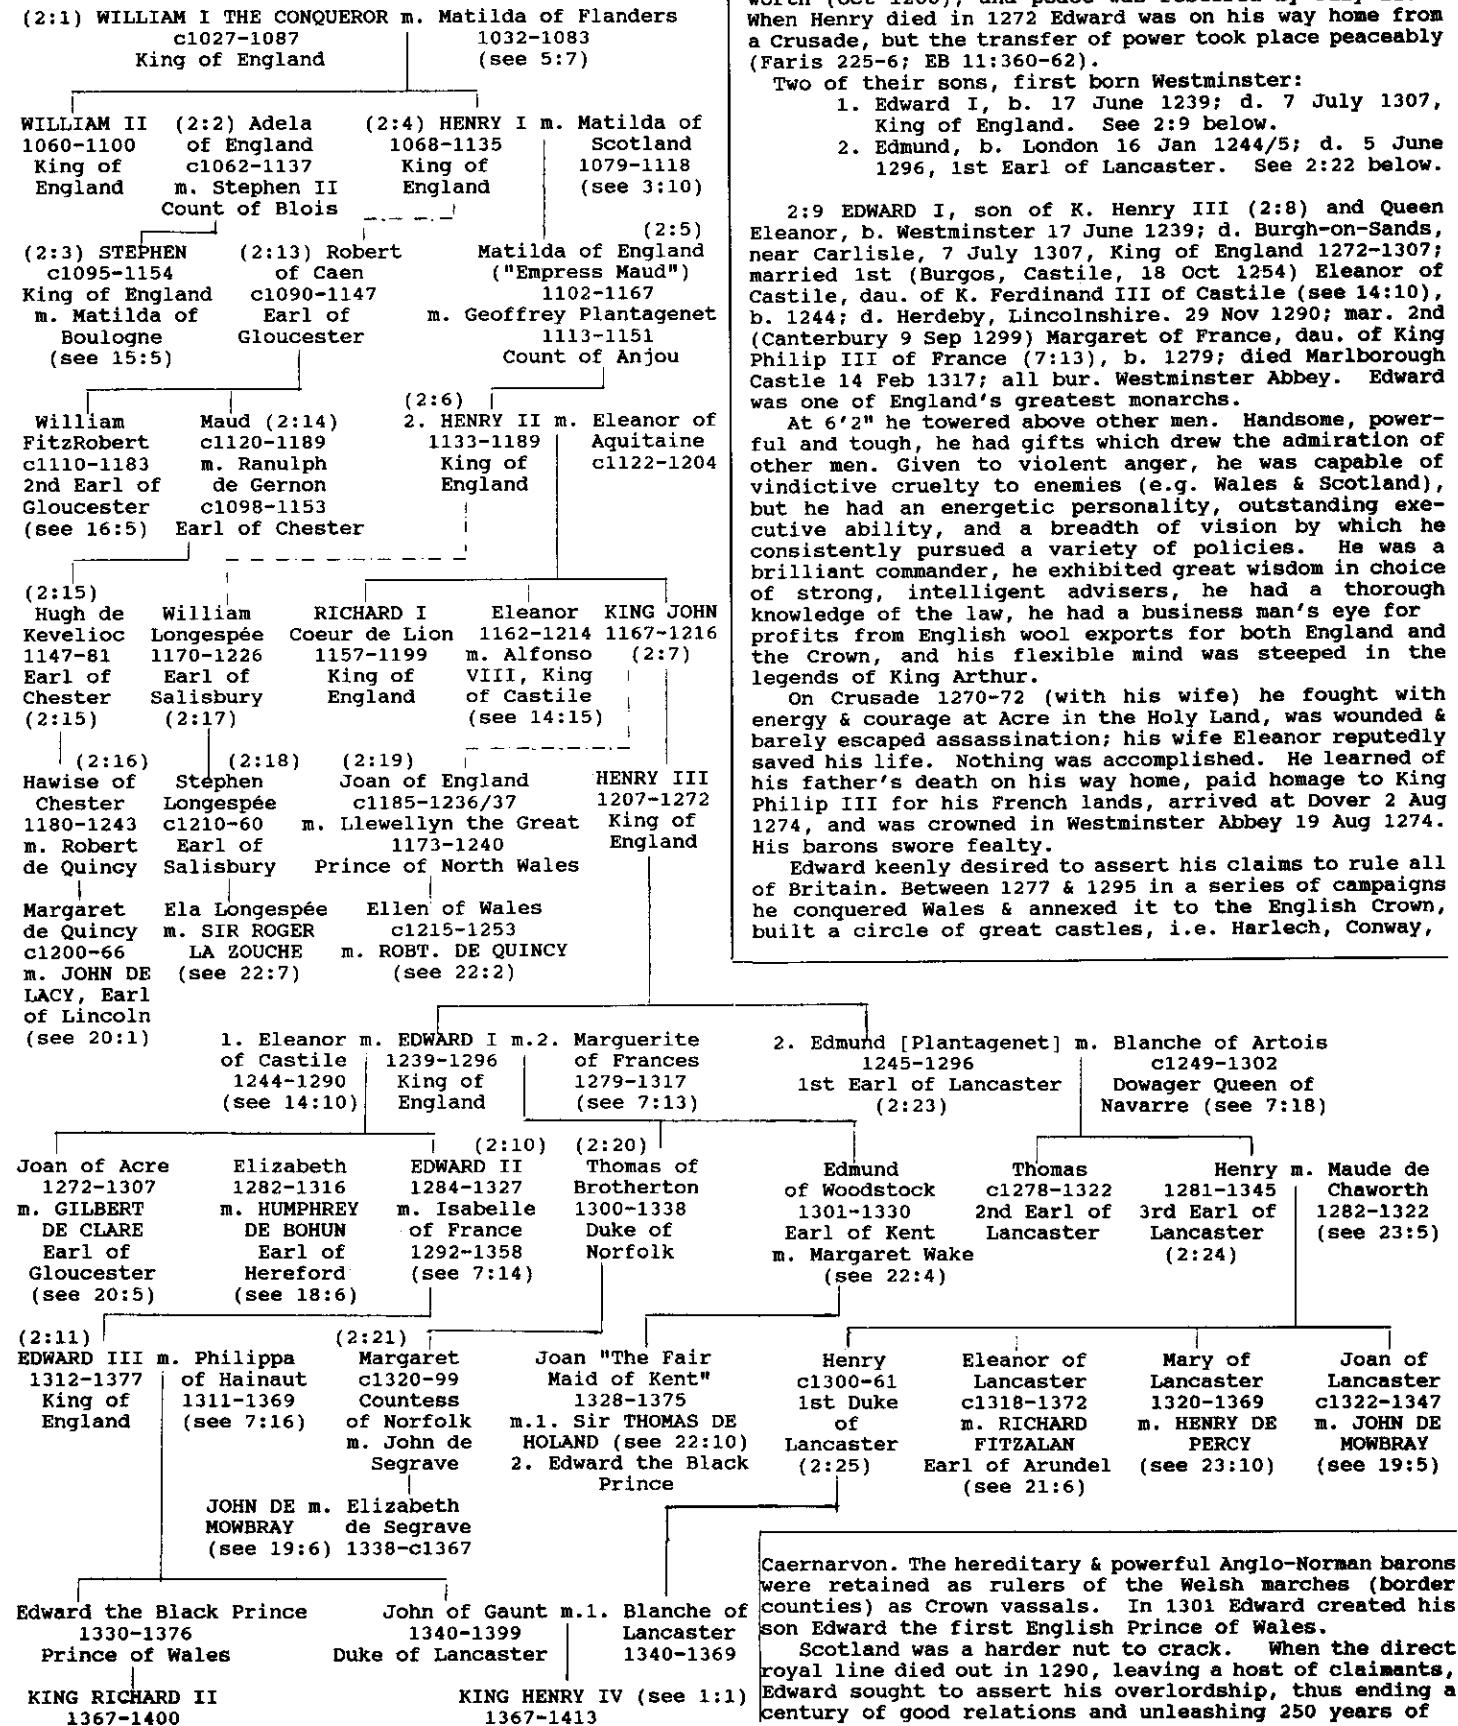 (2:1) WILLIAM I THE CONQUEROR m. Matilda of Flanders
c1027-1087 1032-1083
King of England (see 5:7)
WILLIAM II (2:2) Adela (2:4) HENRY I m. Matilda of
1060-1100 of England 1068-1135 Scotland
King of c1062-1137 King of 1079-1118
England m. Stephen II England (see 3:10)
Count of Blois
(2:5)
(2:3) STEPHEN (2:13) Robert Matilda of England
c1095-1154 of Caen ("Empress Maud")
King of England c1090-1147 1102-1167
m. Matilda of Earl of m. Geoffrey Plantagenet
Boulogne Gloucester 1113-1151
(see 15:5) Count of Anjou
(2:6)
William Maud (2:14) 2. HENRY II m. Eleanor of
FitzRobert c1120-1189 1133-1189 Aquitaine
c1110-1183 m. Ranulph King of c1122-1204
2nd Earl of de Gernon England
Gloucester c1098-1153
(see 16:5) Earl of Chester
(2:15)
Hugh de William RICHARD I Eleanor KING JOHN
Kevelioc Longespée Coeur de Lion 1162-1214 1167-1216
1147-81 1170-1226 1157-1199 m. Alfonso (2:7)
Earl of Earl of King of VIII, King
Chester Salisbury England of Castile
(2:15) (2:17) (see 14:15)
(2:16) (2:18) (2:19)
Hawise of Stephen Joan of England HENRY III
Chester Longespée c1185-1236/37 1207-1272
1180-1243 c1210-60 m. Llewellyn the Great King of
m. Robert Earl of 1173-1240 England
de Quincy Salisbury Prince of North Wales
Margaret Ela Longespée Ellen of Wales
de Quincy m. SIR ROGER c1215-1253
c1200-66 LA ZOUCHE m. ROBT. DE QUINCY
m. JOHN DE (see 22:7) (see 22:2)
LACY, Earl
of Lincoln
(see 20:1)
When Henry died in 1272 Edward was on his way home from
a Crusade, but the transfer of power took place peaceably
(Faris 225-6; EB 11:360-62).
Two of their sons, first born Westminster:
1. Edward I, b. 17 June 1239; d. 7 July 1307,
King of England. See 2:9 below.
2. Edmund, b. London 16 Jan 1244/5; d. 5 June
1296, 1st Earl of Lancaster. See 2:22 below.
2:9 EDWARD I, son of K. Henry III (2:8) and Queen
Eleanor, b. Westminster 17 June 1239; d. Burgh-on-Sands,
near Carlisle, 7 July 1307, King of England 1272-1307;
married 1st (Burgos, Castile, 18 Oct 1254) Eleanor of
Castile, dau. of K. Ferdinand III of Castile (see 14:10),
b. 1244; d. Herdeby, Lincolnshire. 29 Nov 1290; mar. 2nd
(Canterbury 9 Sep 1299) Margaret of France, dau. of King
Philip III of France (7:13), b. 1279; died Marlborough
Castle 14 Feb 1317; all bur. Westminster Abbey. Edward
was one of England's greatest monarchs.
At 6'2" he towered above other men. Handsome, power-
ful and tough, he had gifts which drew the admiration of
other men. Given to violent anger, he was capable of
vindictive cruelty to enemies (e.g. Wales & Scotland),
but he had an energetic personality, outstanding exe-
cutive ability, and a breadth of vision by which he
consistently pursued a variety of policies. He was a
brilliant commander, he exhibited great wisdom in choice
of strong, intelligent advisers, he had a thorough
knowledge of the law, he had a business man's eye for
profits from English wool exports for both England and
the Crown, and his flexible mind was steeped in the
legends of King Arthur.
On Crusade 1270-72 (with his wife) he fought with
energy & courage at Acre in the Holy Land, was wounded &
barely escaped assassination; his wife Eleanor reputedly
saved his life. Nothing was accomplished. He learned of
his father's death on his way home, paid homage to King
Philip III for his French lands, arrived at Dover 2 Aug
1274, and was crowned in Westminster Abbey 19 Aug 1274.
His barons swore fealty.
Edward keenly desired to assert his claims to rule all
of Britain. Between 1277 & 1295 in a series of campaigns
he conquered Wales & annexed it to the English Crown,
built a circle of great castles, i.e. Harlech, Conway,
1. Eleanor m. EDWARD I m.2. Marguerite 2. Edmund [Plantagenet] m. Blanche of Artois
of Castile 1239-1296 of Frances 1245-1296 c1249-1302
1244-1290 King of 1279-1317 1st Earl of Lancaster Dowager Queen of
(see 14:10) England (see 7:13) (2:23) Navarre (see 7:18)
(2:10) (2:20)
Joan of Acre Elizabeth EDWARD II Thomas of Edmund Thomas Henry m. Maude de
1272-1307 1282-1316 1284-1327 Brotherton of Woodstock c1278-1322 1281-1345 Chaworth
m. GILBERT m. HUMPHREY m. Isabelle 1300-1338 1301-1330 2nd Earl of 3rd Earl of 1282-1322
DE CLARE DE BOHUN of France Duke of Earl of Kent Lancaster Lancaster (see 23:5)
Earl of Earl of 1292-1358 Norfolk m. Margaret Wake (2:24)
Gloucester Hereford (see 7:14) (see 22:4)
(see 20:5) (see 18:6)
(2:11) (2:21)
EDWARD III m. Philippa Margaret Joan "The Fair Henry Eleanor of Mary of Joan of
1312-1377 of Hainaut c1320-99 Maid of Kent" c1300-61 Lancaster Lancaster Lancaster
King of 1311-1369 Countess 1328-1375 1st Duke c1318-1372 1320-1369 c1322-1347
England (see 7:16) of Norfolk m.1. Sir THOMAS DE of m. RICHARD m. HENRY DE m. JOHN DE
m. John de HOLAND (see 22:10) Lancaster FITZALAN PERCY MOWBRAY
Segrave 2. Edward the Black (2:25) Earl of Arundel (see 23:10) (see 19:5)
Prince (see 21:6)
JOHN DE m. Elizabeth
MOWBRAY de Segrave
(see 19:6) 1338-c1367
Edward the Black Prince John of Gaunt m.1. Blanche of
1330-1376 1340-1399 Lancaster
Prince of Wales Duke of Lancaster 1340-1369
KING RICHARD II KING HENRY IV (see 1:1)
1367-1400 1367-1413
Caernarvon. The hereditary & powerful Anglo-Norman barons
were retained as rulers of the Welsh marches (border
counties) as Crown vassals. In 1301 Edward created his
son Edward the first English Prince of Wales.
Scotland was a harder nut to crack. When the direct
royal line died out in 1290, leaving a host of claimants,
Edward sought to assert his overlordship, thus ending a
century of good relations and unleashing 250 years of